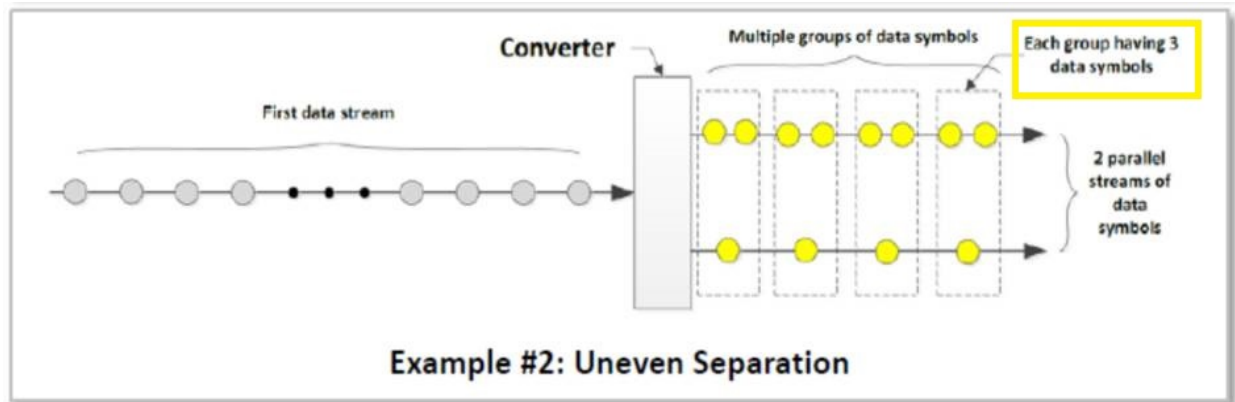 Converter
Multiple groups of data symbols
Each group having 3
data symbols
First data stream
2 parallel
streams of
data
symbols
Example #2: Uneven Separation